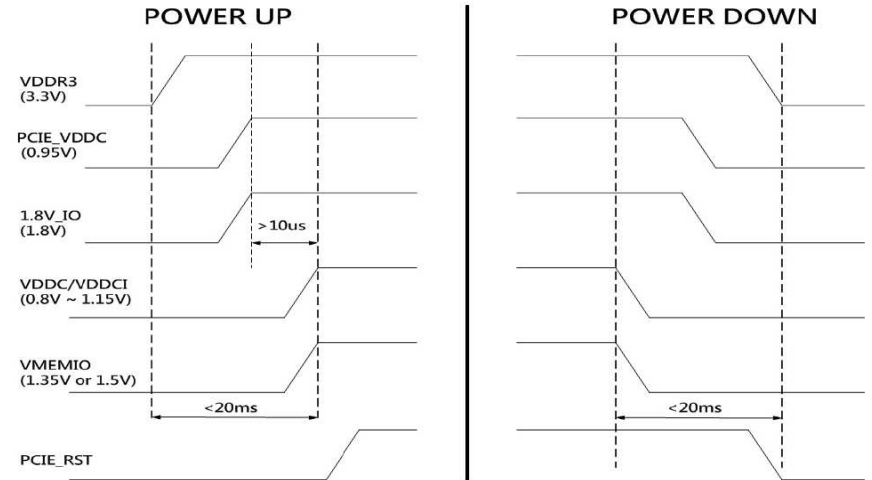 POWER UP
POWER DOWN
VDDR3
(3.3V)
PCIE_VDDC
(0.95V)
1.8V_IO
(1.8V)
>10us
VDDC/VDDCI
(0.8V ~ 1.15V)
VMEMIO
(1.35V or 1.5V)
<20ms
<20ms
PCIE_RST